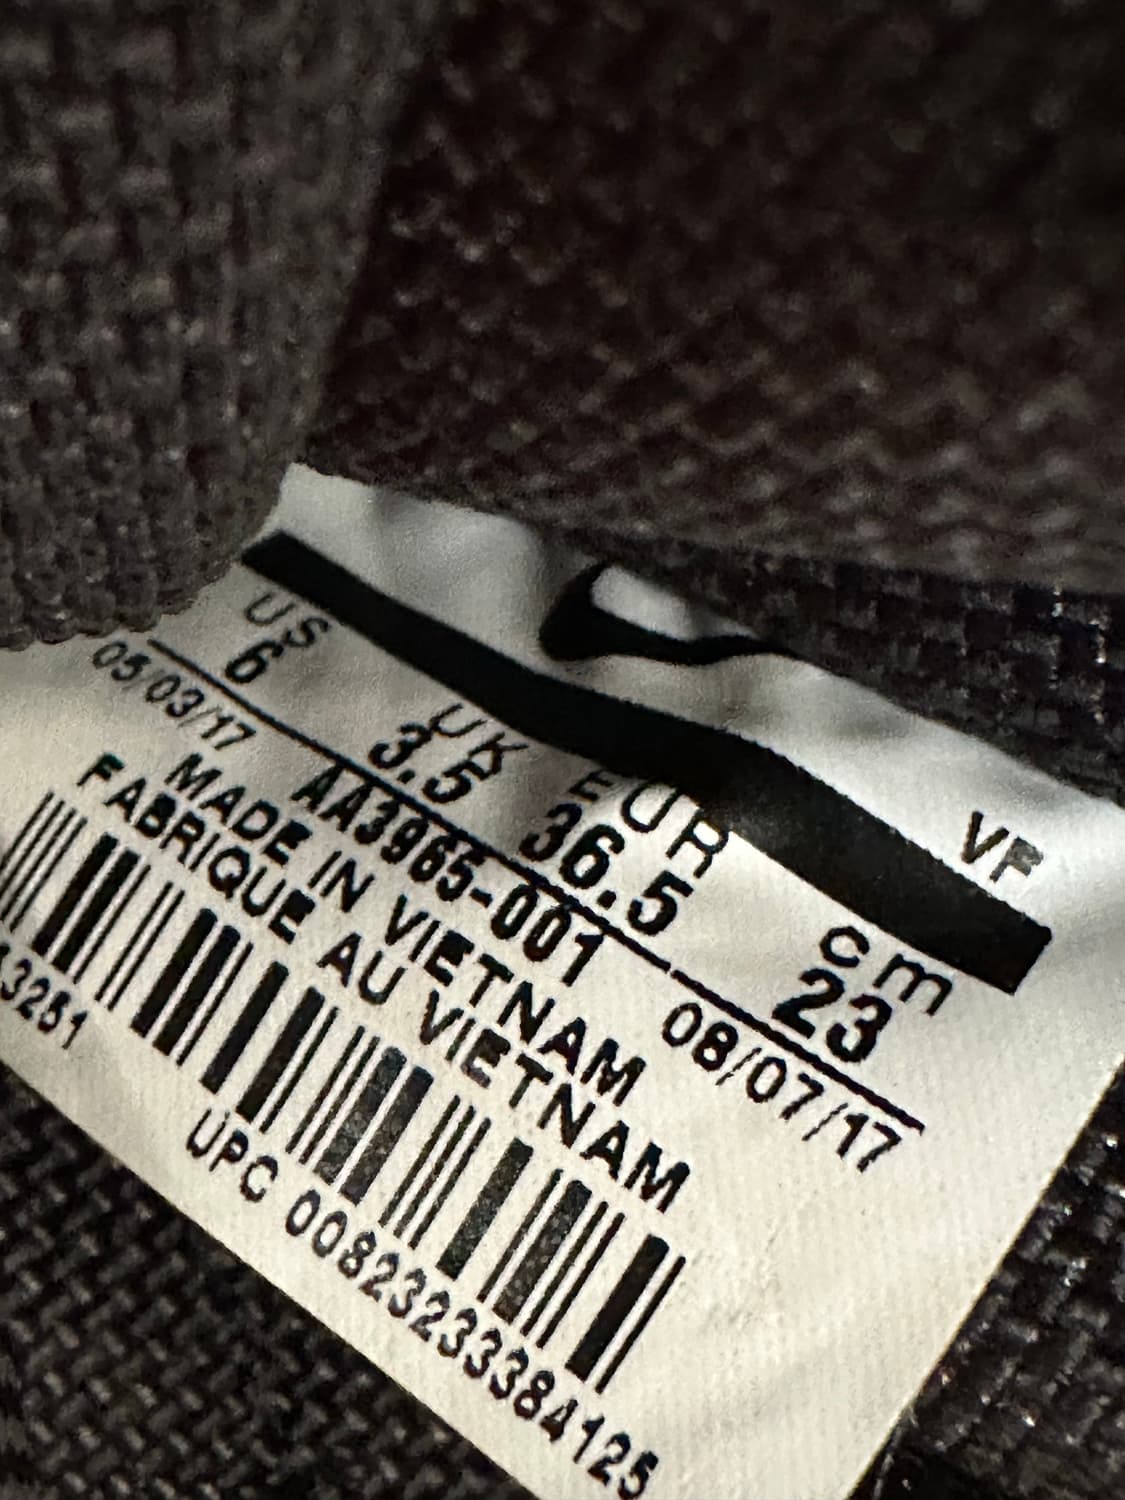 VF
US UK EUR cm
6 3.5 36.5 23
05/03/17 AA3965-001 08/07/17
MADE IN VIETNAM
FABRIQUE AU VIETNAM
3251
UPC 00823233384125